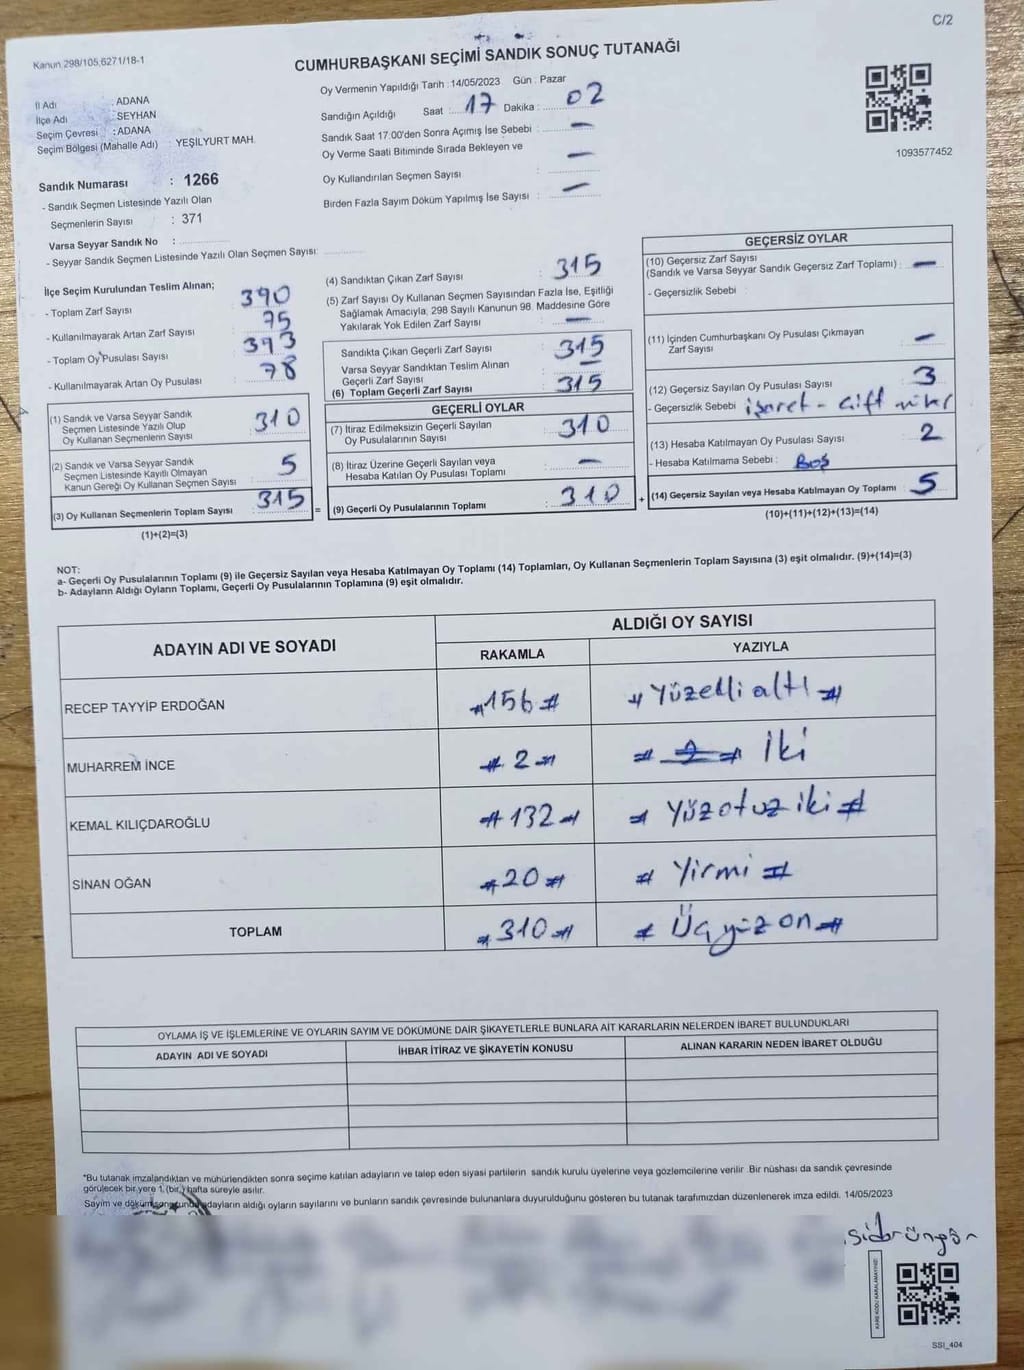 C/2
Kanun 298/105,6271/18-1
CUMHURBAŞKANI SEÇİMİ SANDIK SONUÇ TUTANAĞI
İl Adı : ADANA
İlçe Adı : SEYHAN
Seçim Çevresi : ADANA
Seçim Bölgesi (Mahalle Adı) : YEŞİLYURT MAH.
Sandık Numarası : 1266
- Sandık Seçmen Listesinde Yazılı Olan
Seçmenlerin Sayısı : 371
Varsa Seyyar Sandık No :
- Seyyar Sandık Seçmen Listesinde Yazılı Olan Seçmen Sayısı:
Oy Vermenin Yapıldığı Tarih : 14/05/2023 Gün : Pazar
Sandığın Açıldığı Saat : 17 Dakika : 02
Sandık Saat 17:00'den Sonra Açımış İse Sebebi : —
Oy Verme Saati Bitiminde Sırada Bekleyen ve
Oy Kullandırılan Seçmen Sayısı : —
Birden Fazla Sayım Döküm Yapılmış İse Sayısı : —
1093577452
İlçe Seçim Kurulundan Teslim Alınan;
- Toplam Zarf Sayısı : 390
- Kullanılmayarak Artan Zarf Sayısı : 75
- Toplam Oy Pusulası Sayısı : 393
- Kullanılmayarak Artan Oy Pusulası : 78
(1) Sandık ve Varsa Seyyar Sandık
Seçmen Listesinde Yazılı Olup
Oy Kullanan Seçmenlerin Sayısı : 310
(2) Sandık ve Varsa Seyyar Sandık
Seçmen Listesinde Kayıtlı Olmayan
Kanun Gereği Oy Kullanan Seçmen Sayısı : 5
(3) Oy Kullanan Seçmenlerin Toplam Sayısı : 315
(1)+(2)=(3)
(4) Sandıktan Çıkan Zarf Sayısı : 315
(5) Zarf Sayısı Oy Kullanan Seçmen Sayısından Fazla İse, Eşitliği
Sağlamak Amacıyla; 298 Sayılı Kanunun 98. Maddesine Göre
Yakılarak Yok Edilen Zarf Sayısı : —
Sandıkta Çıkan Geçerli Zarf Sayısı : 315
Varsa Seyyar Sandıktan Teslim Alınan
Geçerli Zarf Sayısı : —
(6) Toplam Geçerli Zarf Sayısı : 315
GEÇERLİ OYLAR
(7) İtiraz Edilmeksizin Geçerli Sayılan
Oy Pusulalarının Sayısı : 310
(8) İtiraz Üzerine Geçerli Sayılan veya
Hesaba Katılan Oy Pusulası Toplamı : —
= (9) Geçerli Oy Pusulalarının Toplamı : 310
GEÇERSİZ OYLAR
(10) Geçersiz Zarf Sayısı
(Sandık ve Varsa Seyyar Sandık Geçersiz Zarf Toplamı) : —
- Geçersizlik Sebebi :
(11) İçinden Cumhurbaşkanı Oy Pusulası Çıkmayan
Zarf Sayısı : —
(12) Geçersiz Sayılan Oy Pusulası Sayısı : 3
- Geçersizlik Sebebi : işaret - Çift
(13) Hesaba Katılmayan Oy Pusulası Sayısı : 2
- Hesaba Katılmama Sebebi : Boş
+ (14) Geçersiz Sayılan veya Hesaba Katılmayan Oy Toplamı : 5
(10)+(11)+(12)+(13)=(14)
NOT:
a- Geçerli Oy Pusulalarının Toplamı (9) ile Geçersiz Sayılan veya Hesaba Katılmayan Oy Toplamı (14) Toplamları, Oy Kullanan Seçmenlerin Toplam Sayısına (3) eşit olmalıdır. (9)+(14)=(3)
b- Adayların Aldığı Oyların Toplamı, Geçerli Oy Pusulalarının Toplamına (9) eşit olmalıdır.
ADAYIN ADI VE SOYADI ALDIĞI OY SAYISI
RAKAMLA YAZIYLA
RECEP TAYYİP ERDOĞAN #156# # Yüzelli altı #
MUHARREM İNCE # 2 # # 2 # İki
KEMAL KILIÇDAROĞLU # 132 # # Yüzotuz iki #
SİNAN OĞAN #20# # Yirmi #
TOPLAM #310# # Üçyüzon #
OYLAMA İŞ VE İŞLEMLERİNE VE OYLARIN SAYIM VE DÖKÜMÜNE DAİR ŞİKAYETLERLE BUNLARA AİT KARARLARIN NELERDEN İBARET BULUNDUKLARI
ADAYIN ADI VE SOYADI İHBAR İTİRAZ VE ŞİKAYETİN KONUSU ALINAN KARARIN NEDEN İBARET OLDUĞU
*Bu tutanak imzalandıktan ve mühürlendikten sonra seçime katılan adayların ve talep eden siyasi partilerin sandık kurulu üyelerine veya gözlemcilerine verilir. Bir nüshası da sandık çevresinde
görülecek bir yere 1 (bir) hafta süreyle asılır.
Sayım ve döküm sonucunda adayların aldığı oyların sayılarını ve bunların sandık çevresinde bulunanlara duyurulduğunu gösteren bu tutanak tarafımızdan düzenlenerek imza edildi. 14/05/2023
KARE KODU KARALAMAYINIZ!
SSI_404